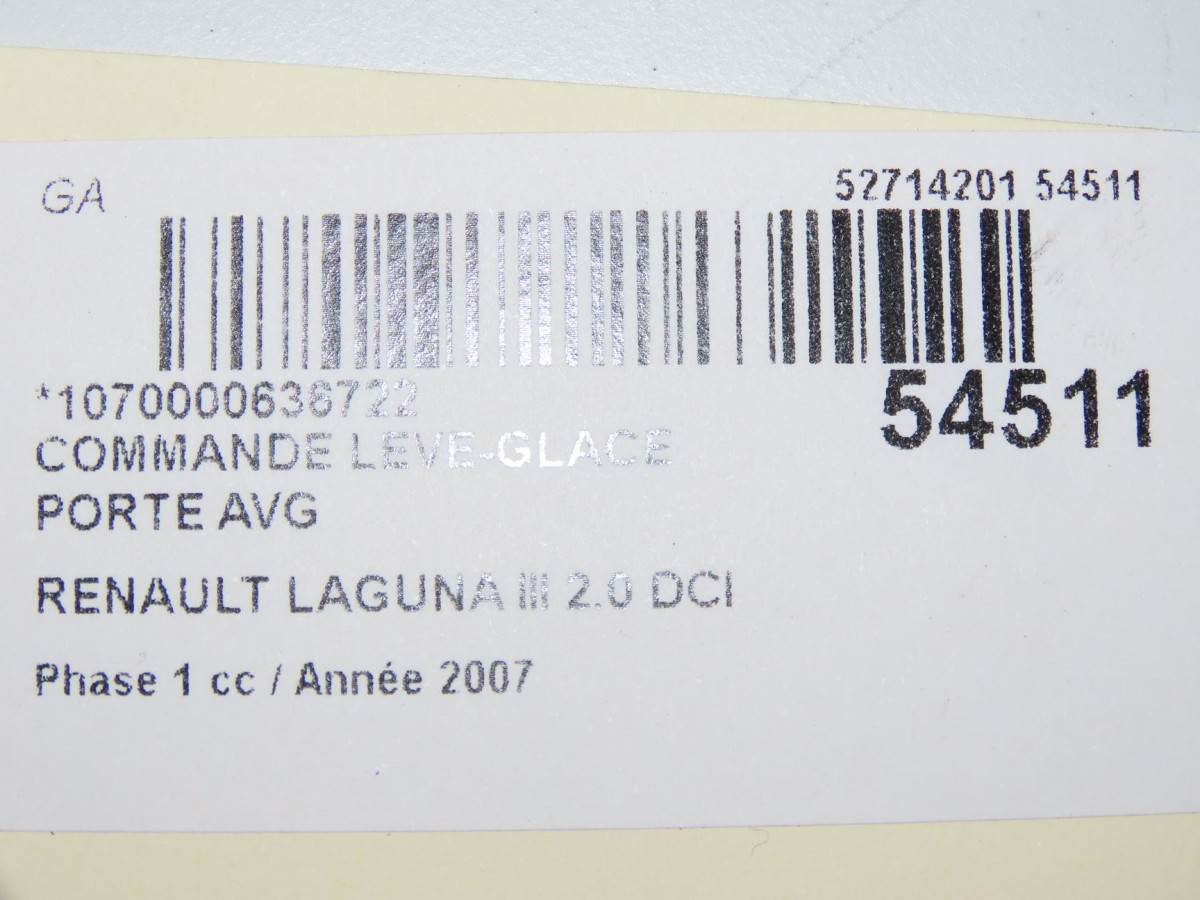 GA
52714201 54511
*1070000636722
54511
COMMANDE LEVE-GLACE
PORTE AVG
RENAULT LAGUNA III 2.0 DCI
Phase 1 cc / Année 2007